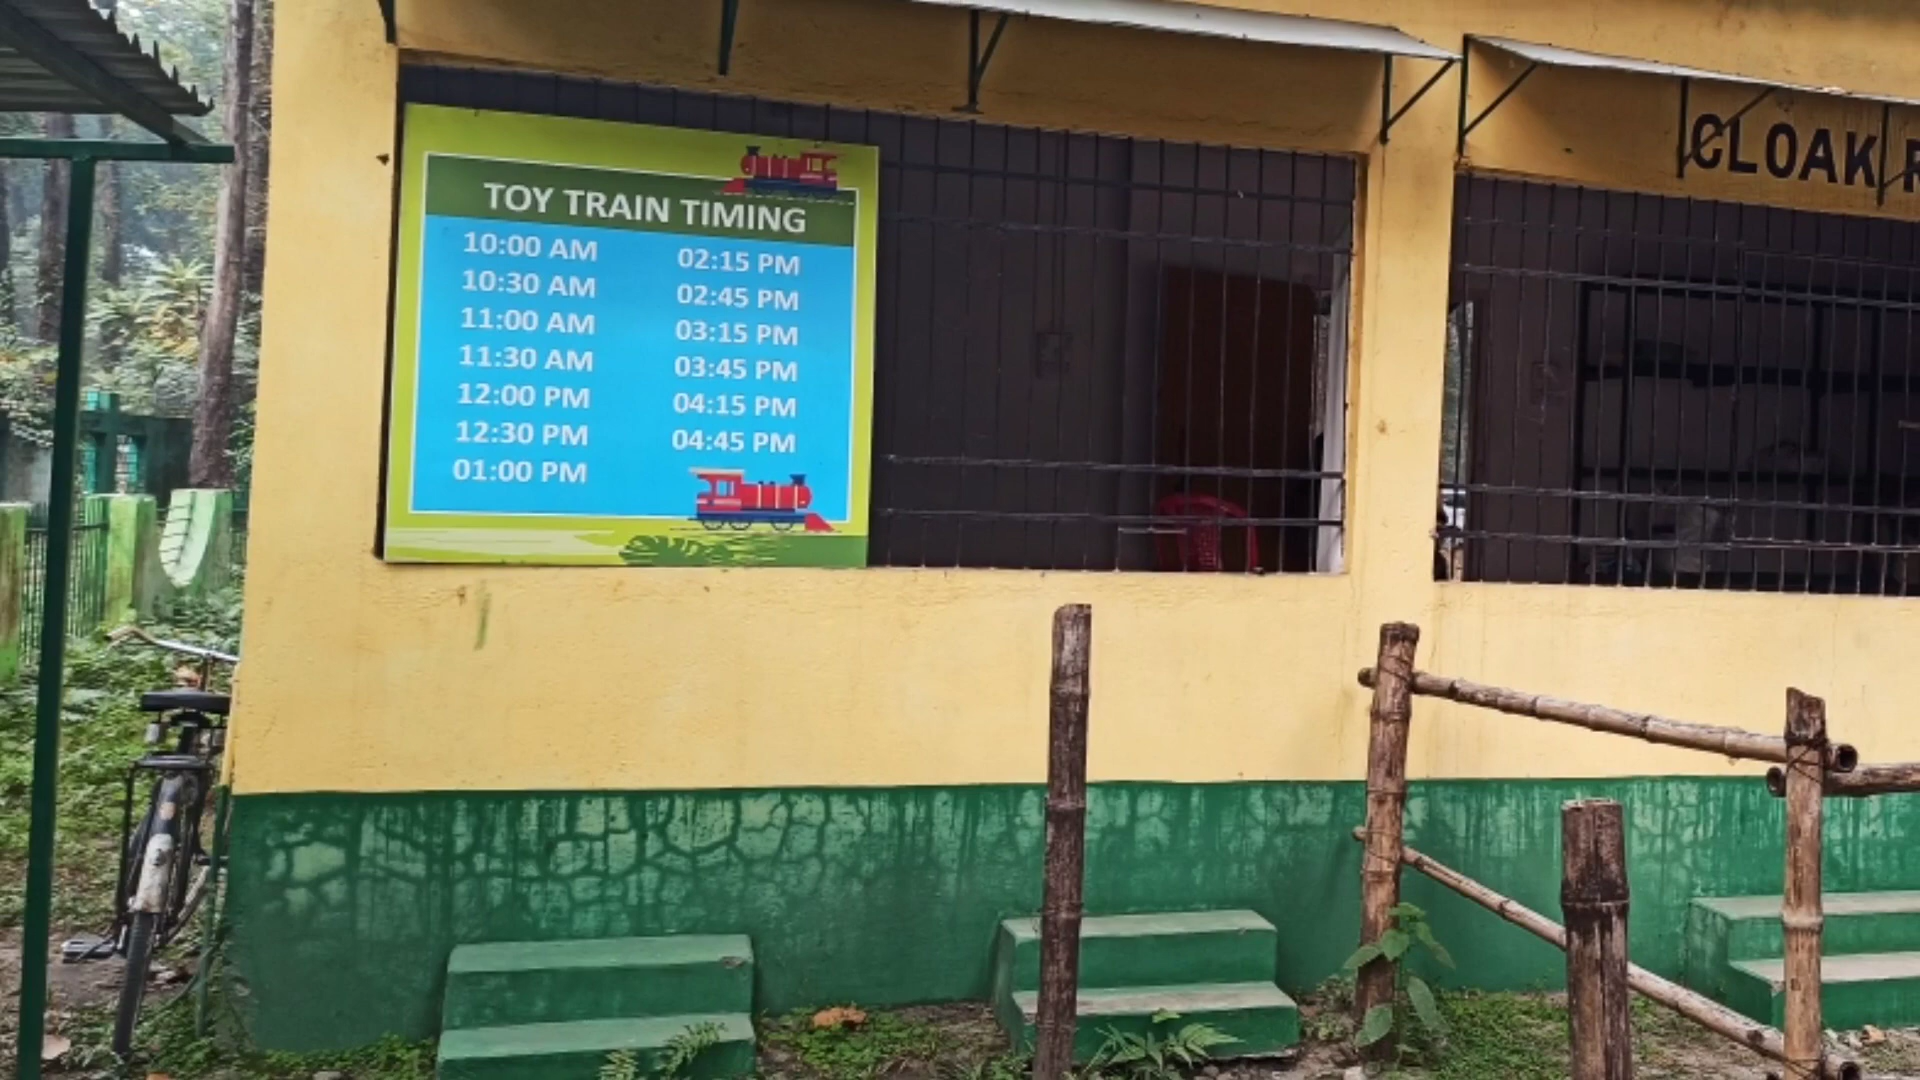 TOY TRAIN TIMING
10:00 AM
10:30 AM
11:00 AM
11:30 AM
12:00 PM
12:30 PM
01:00 PM
02:15 PM
02:45 PM
03:15 PM
03:45 PM
04:15 PM
04:45 PM
CLOAK